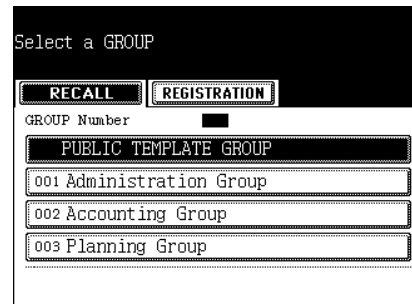 Select a GROUP
RECALL REGISTRATION
GROUP Number
PUBLIC TEMPLATE GROUP
001 Administration Group
002 Accounting Group
003 Planning Group